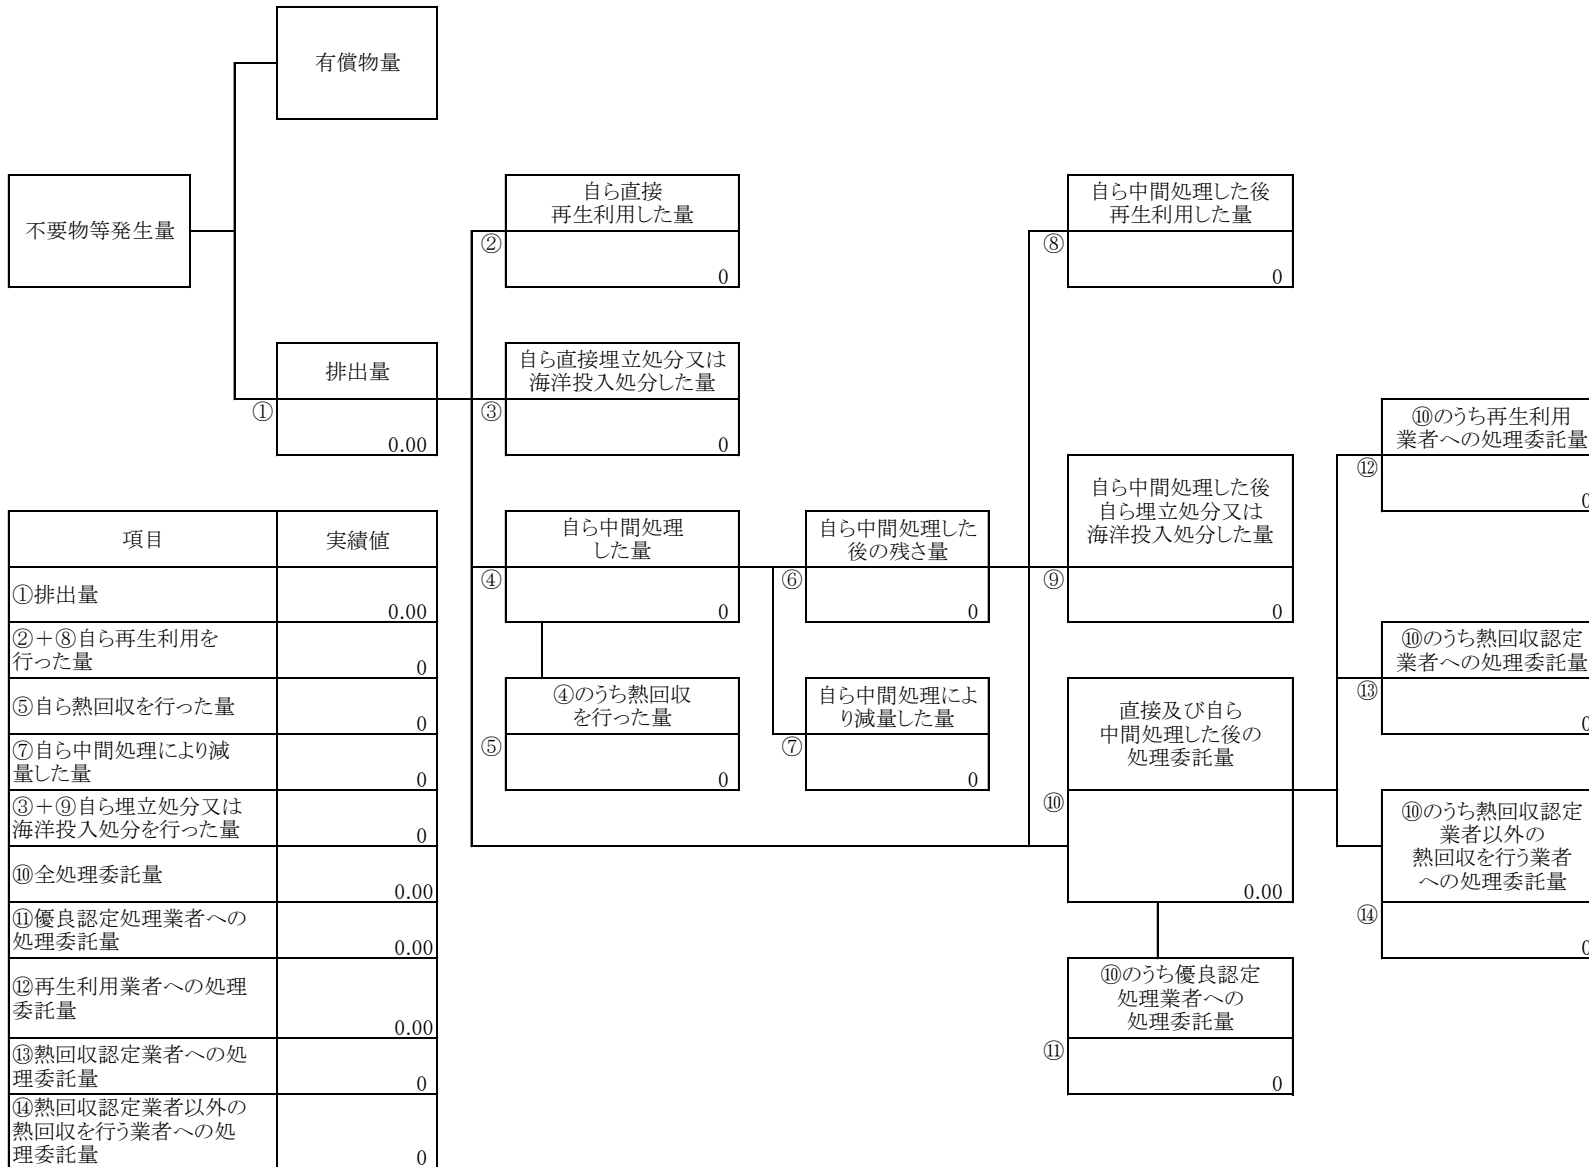 有償物量
不要物等発生量
自ら直接
再生利用した量
②
0
自ら中間処理した後
再生利用した量
⑧
0
排出量
①
0.00
自ら直接埋立処分又は
海洋投入処分した量
③
0
⑩のうち再生利用
業者への処理委託量
⑫
0
自ら中間処理
した量
④
0
自ら中間処理した
後の残さ量
⑥
0
自ら中間処理した後
自ら埋立処分又は
海洋投入処分した量
⑨
0
⑩のうち熱回収認定
業者への処理委託量
⑬
0
④のうち熱回収
を行った量
⑤
0
自ら中間処理によ
り減量した量
⑦
0
直接及び自ら
中間処理した後の
処理委託量
⑩
0.00
⑩のうち熱回収認定
業者以外の
熱回収を行う業者
への処理委託量
⑭
0
⑩のうち優良認定
処理業者への
処理委託量
⑪
0
項目 実績値
①排出量
0.00
②＋⑧自ら再生利用を
行った量 0
⑤自ら熱回収を行った量
0
⑦自ら中間処理により減
量した量 0
③＋⑨自ら埋立処分又は
海洋投入処分を行った量 0
⑩全処理委託量
0.00
⑪優良認定処理業者への
処理委託量 0.00
⑫再生利用業者への処理
委託量
0.00
⑬熱回収認定業者への処
理委託量 0
⑭熱回収認定業者以外の
熱回収を行う業者への処
理委託量 0